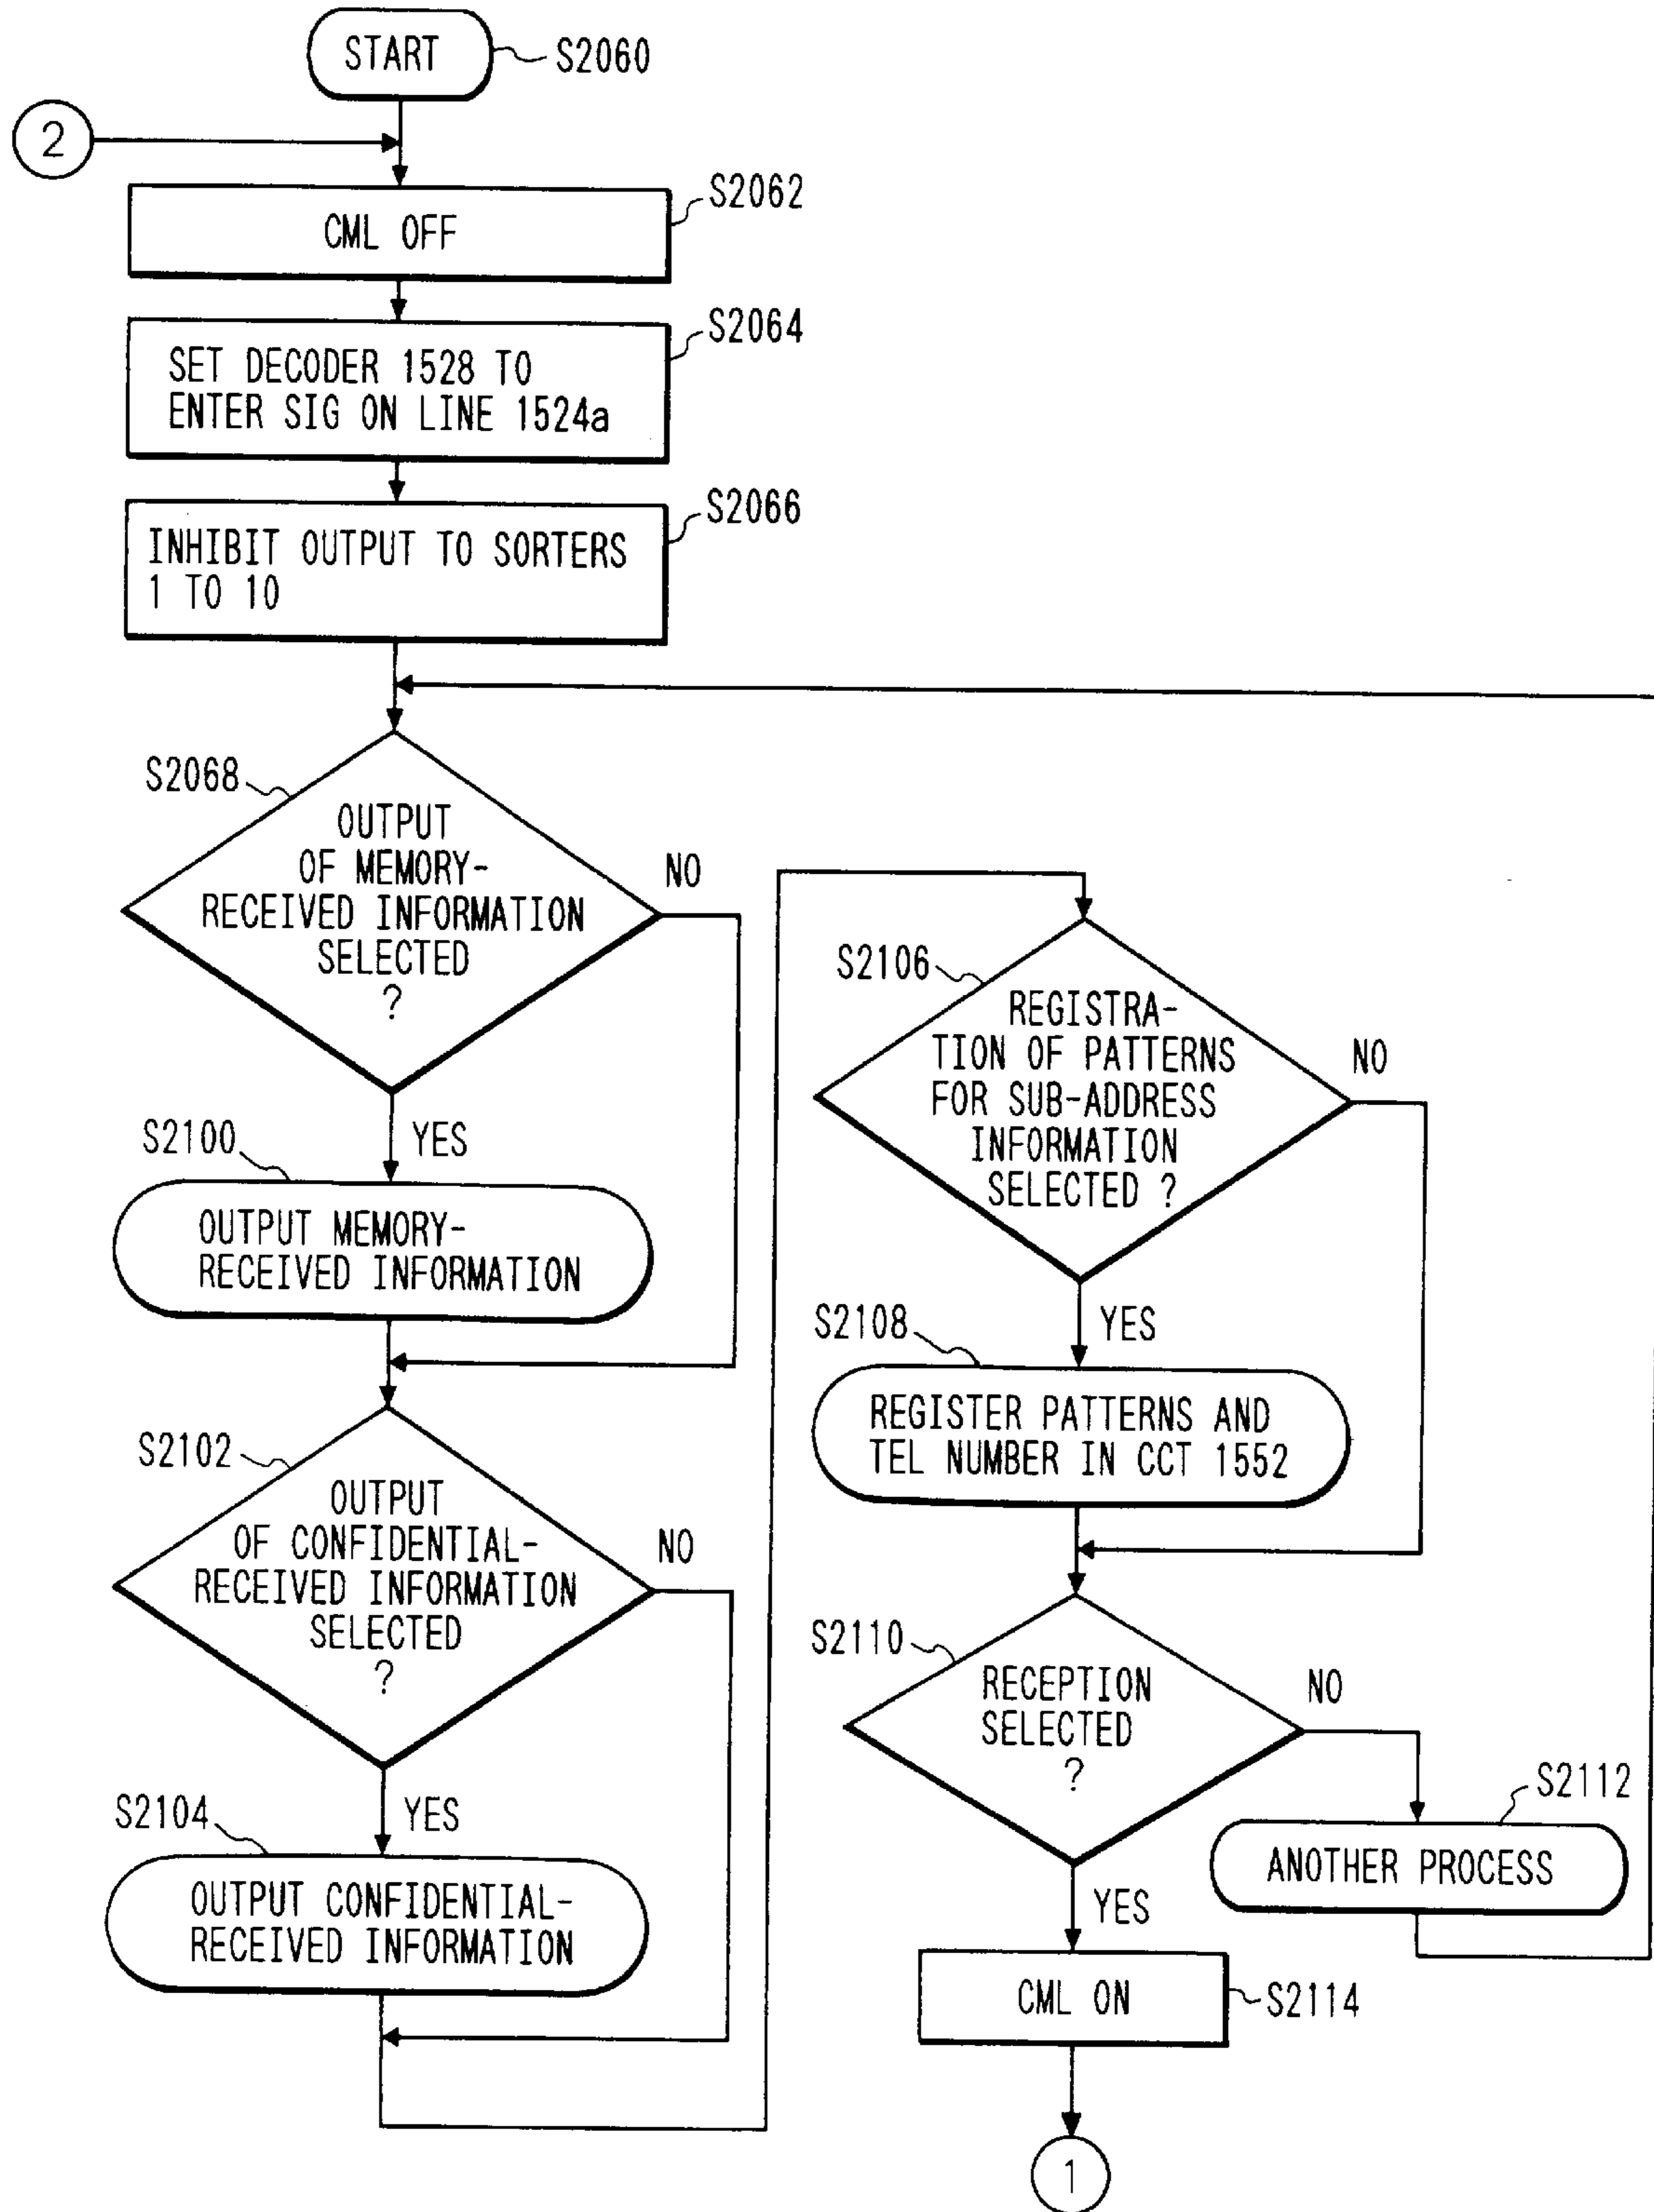 START
S2060
2
S2062
CML OFF
S2064
SET DECODER 1528 TO
ENTER SIG ON LINE 1524a
S2066
INHIBIT OUTPUT TO SORTERS
1 TO 10
S2068
OUTPUT
OF MEMORY-
RECEIVED INFORMATION
SELECTED
?
NO
YES
S2100
OUTPUT MEMORY-
RECEIVED INFORMATION
S2102
OUTPUT
OF CONFIDENTIAL-
RECEIVED INFORMATION
SELECTED
?
NO
YES
S2104
OUTPUT CONFIDENTIAL-
RECEIVED INFORMATION
S2106
REGISTRA-
TION OF PATTERNS
FOR SUB-ADDRESS
INFORMATION
SELECTED ?
NO
YES
S2108
REGISTER PATTERNS AND
TEL NUMBER IN CCT 1552
S2110
RECEPTION
SELECTED
?
NO
S2112
ANOTHER PROCESS
YES
CML ON
S2114
1